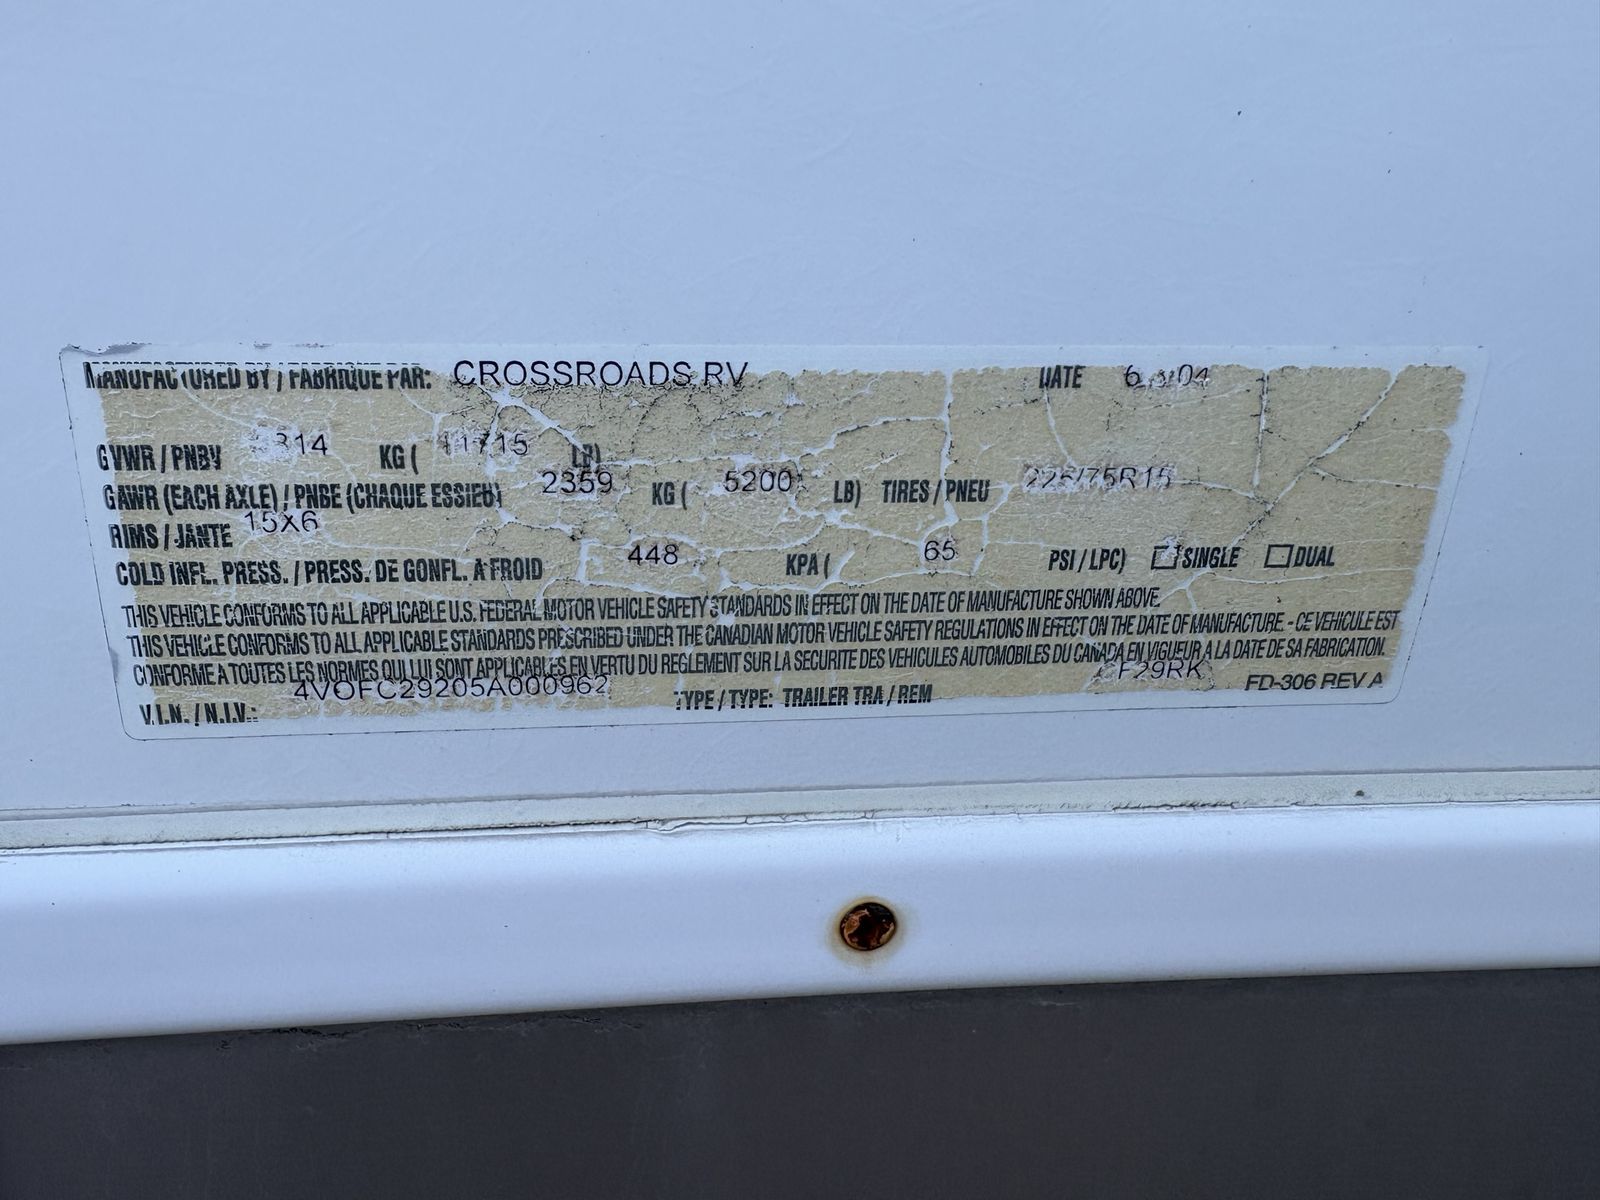 MANUFACTURED BY / FABRIQUE PAR: CROSSROADS RV DATE
GVWR / PNBV KG ( 11715 LB)
GAWR (EACH AXLE) / PNBE (CHAQUE ESSIEU) 2359 KG ( 5200 LB) TIRES / PNEU 225/75R15
RIMS / JANTE 15X6
COLD INFL. PRESS. / PRESS. DE GONFL. A FROID 448 KPA ( 65 PSI / LPC) SINGLE DUAL
THIS VEHICLE CONFORMS TO ALL APPLICABLE U.S. FEDERAL MOTOR VEHICLE SAFETY STANDARDS IN EFFECT ON THE DATE OF MANUFACTURE SHOWN ABOVE.
THIS VEHICLE CONFORMS TO ALL APPLICABLE STANDARDS PRESCRIBED UNDER THE CANADIAN MOTOR VEHICLE SAFETY REGULATIONS IN EFFECT ON THE DATE OF MANUFACTURE. - CE VEHICULE EST
CONFORME A TOUTES LES NORMES QUI LUI SONT APPLICABLES EN VERTU DU REGLEMENT SUR LA SECURITE DES VEHICULES AUTOMOBILES DU CANADA EN VIGUEUR A LA DATE DE SA FABRICATION.
V.I.N. / N.I.V.: 4VOFC29205A000962 TYPE / TYPE: TRAILER TRA / REM CF29RK FD-306 REV A